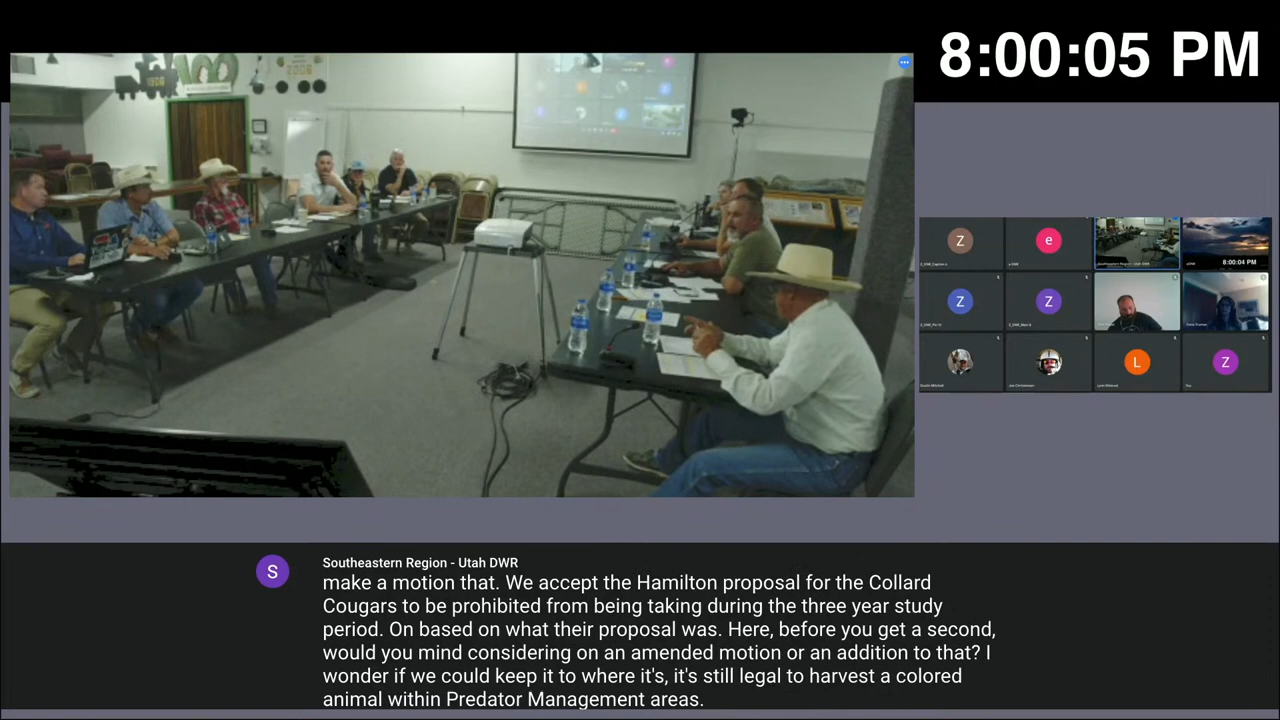 8:00:05 PM
1906
100
2006
Z
e
8:00:04 PM
Z
Z
L
Z
S
Southeastern Region - Utah DWR
make a motion that. We accept the Hamilton proposal for the Collard
Cougars to be prohibited from being taking during the three year study
period. On based on what their proposal was. Here, before you get a second,
would you mind considering on an amended motion or an addition to that? I
wonder if we could keep it to where it's, it's still legal to harvest a colored
animal within Predator Management areas.